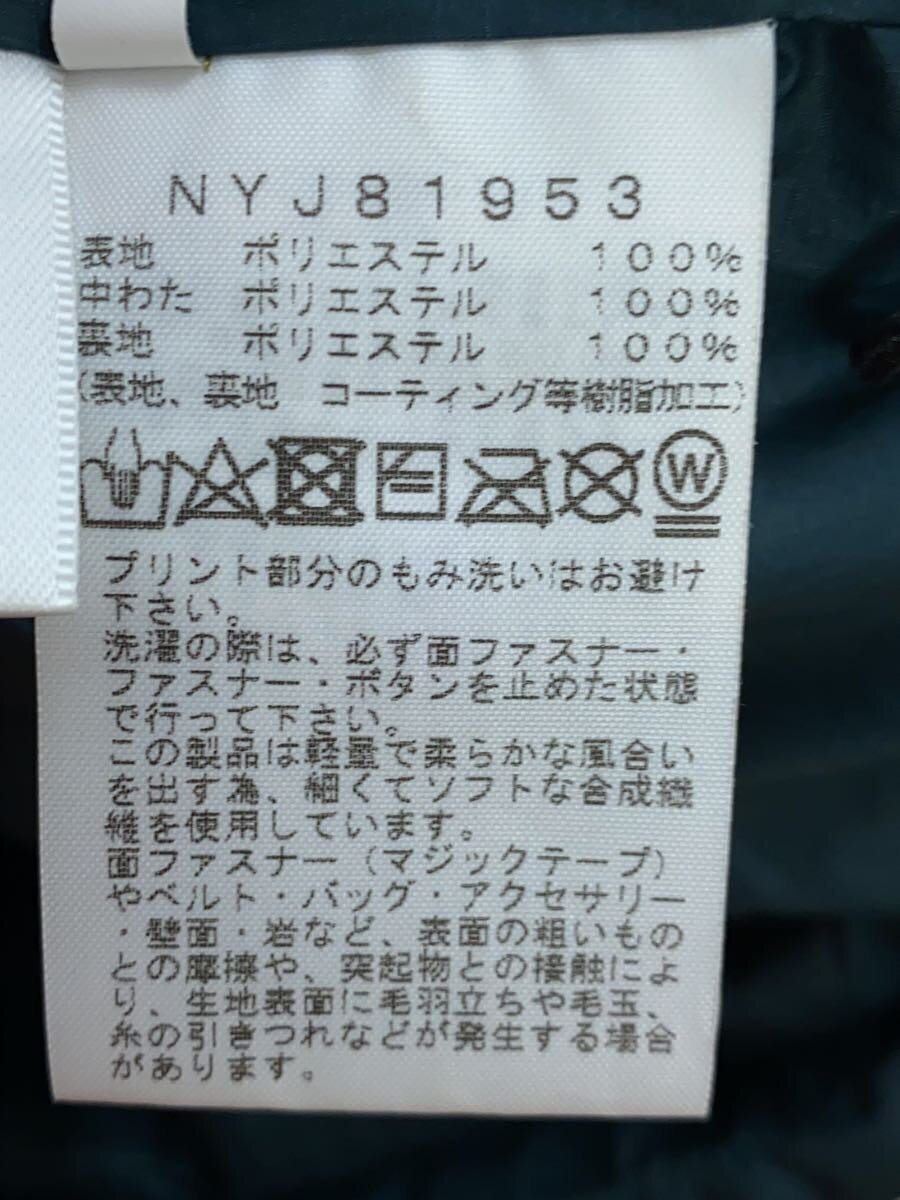 NYJ81953
表地 ポリエステル 100%
中わた ポリエステル 100%
裏地 ポリエステル 100%
(表地、裏地 コーティング等樹脂加工)
W
プリント部分のもみ洗いはお避け
下さい。
洗濯の際は、必ず面ファスナー・
ファスナー・ボタンを止めた状態
で行って下さい。
この製品は軽量で柔らかな風合い
を出す為、細くてソフトな合成繊
維を使用しています。
面ファスナー(マジックテープ)
やベルト・バッグ・アクセサリー
・壁面・岩など、表面の粗いもの
との摩擦や、突起物との接触によ
り、生地表面に毛羽立ちや毛玉、
糸の引きつれなどが発生する場合
があります。